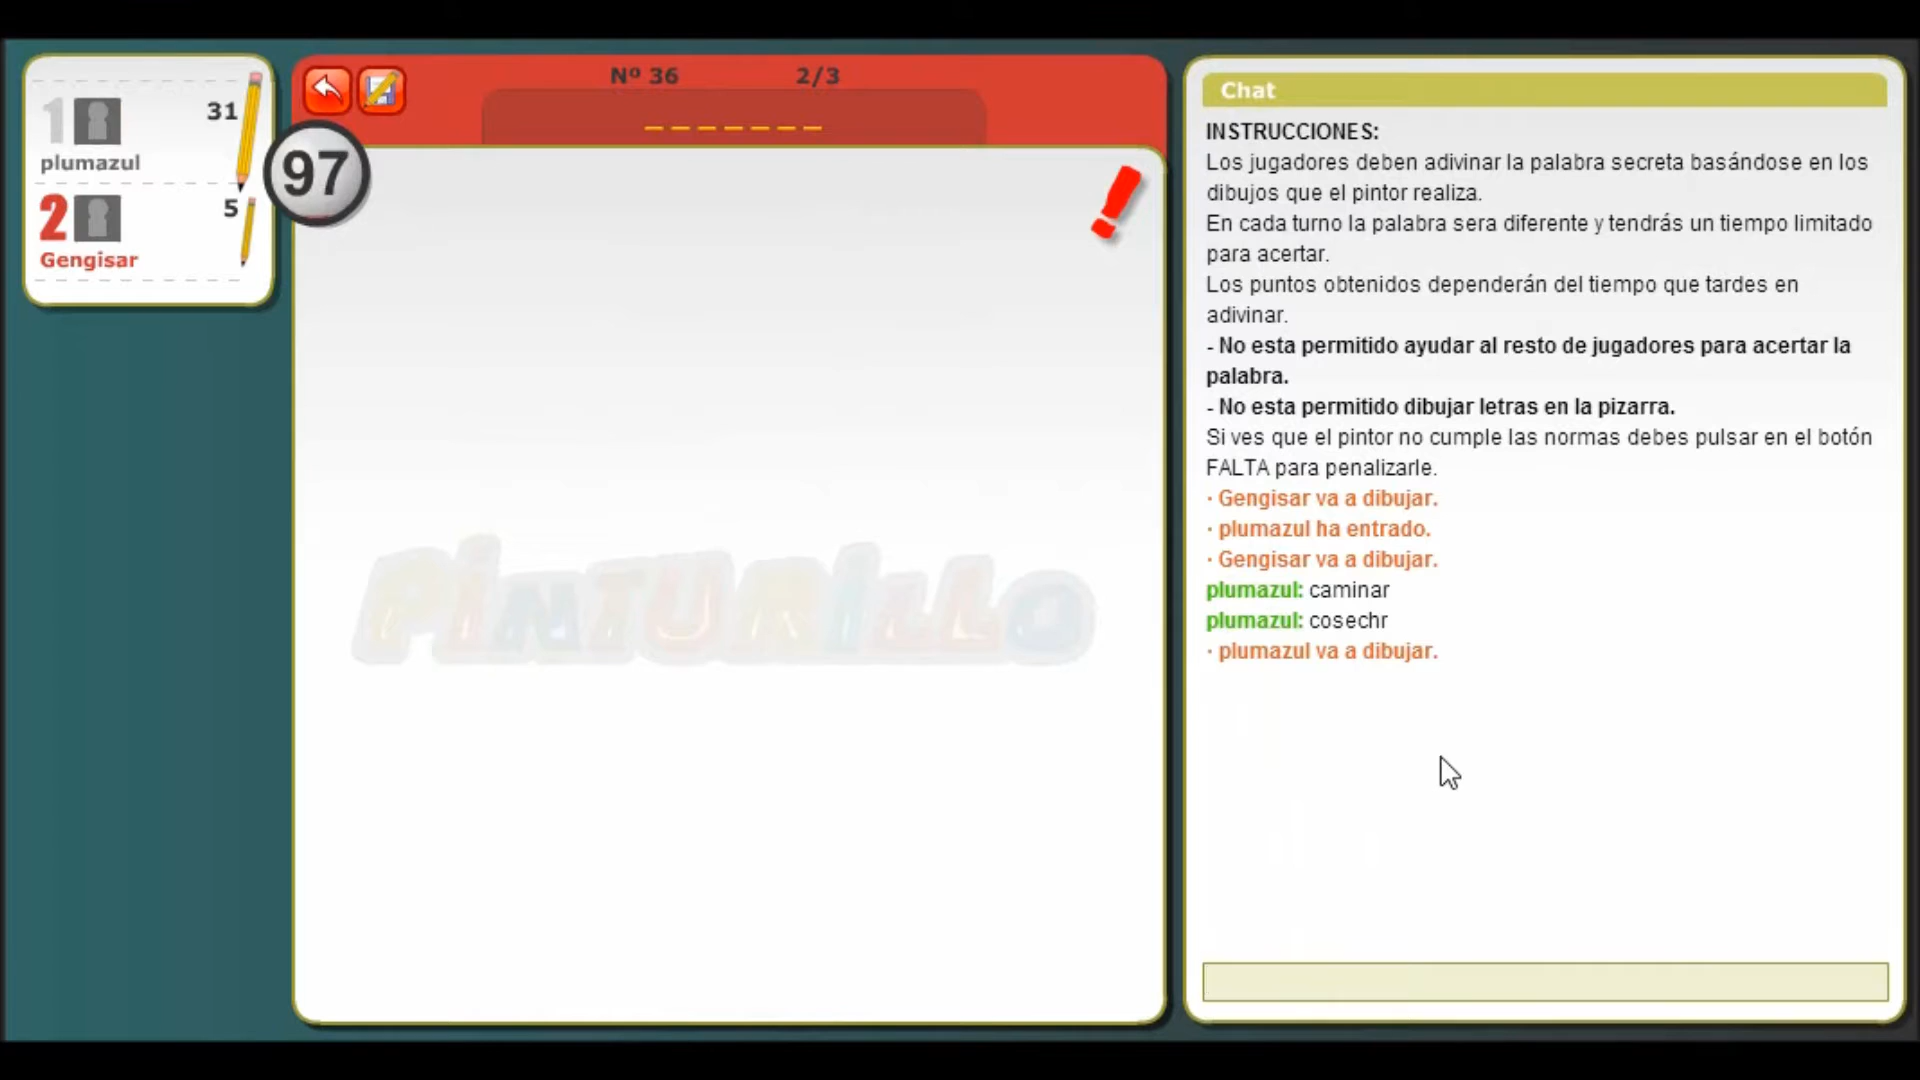 1
31
plumazul
2
5
Gengisar
97
Nº 36 2/3
_ _ _ _ _ _ _
PINTURILLO
Chat
INSTRUCCIONES:
Los jugadores deben adivinar la palabra secreta basándose en los
dibujos que el pintor realiza.
En cada turno la palabra sera diferente y tendrás un tiempo limitado
para acertar.
Los puntos obtenidos dependerán del tiempo que tardes en
adivinar.
- No esta permitido ayudar al resto de jugadores para acertar la
palabra.
- No esta permitido dibujar letras en la pizarra.
Si ves que el pintor no cumple las normas debes pulsar en el botón
FALTA para penalizarle.
· Gengisar va a dibujar.
· plumazul ha entrado.
· Gengisar va a dibujar.
plumazul: caminar
plumazul: cosechr
· plumazul va a dibujar.